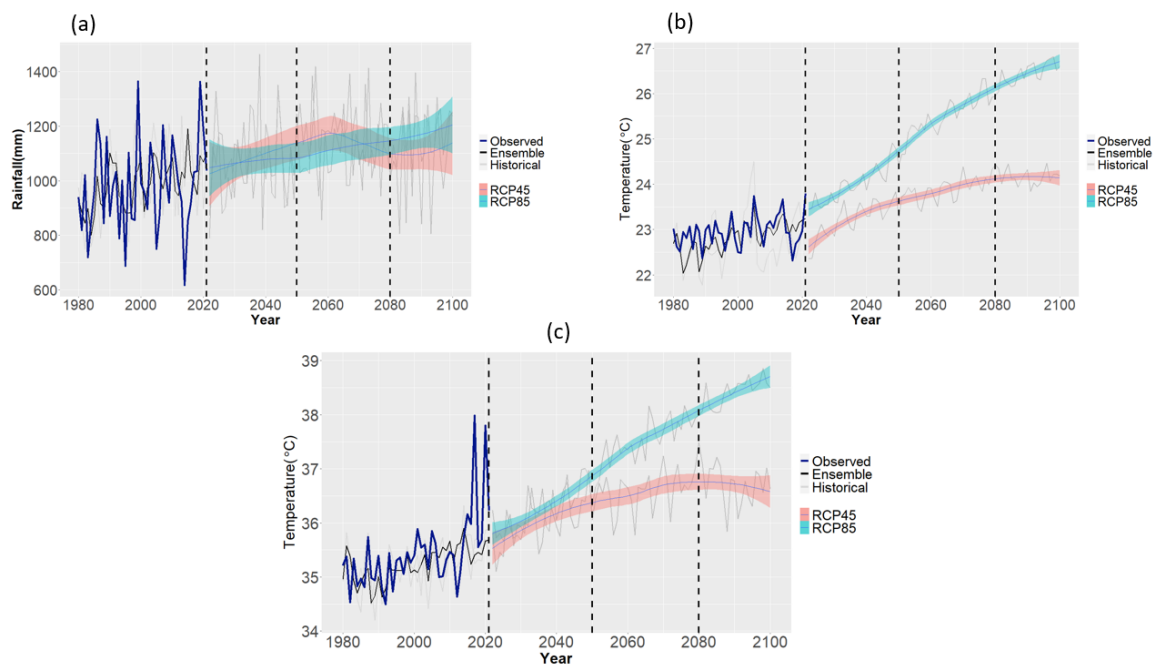 (a)
Rainfall(mm)
1400
1200
1000
800
600
1980 2000 2020 2040 2060 2080 2100
Year
Observed
Ensemble
Historical
RCP45
RCP85
(b)
Temperature(°C)
27
26
25
24
23
22
1980 2000 2020 2040 2060 2080 2100
Year
Observed
Ensemble
Historical
RCP45
RCP85
(c)
Temperature(°C)
39
38
37
36
35
34
1980 2000 2020 2040 2060 2080 2100
Year
Observed
Ensemble
Historical
RCP45
RCP85